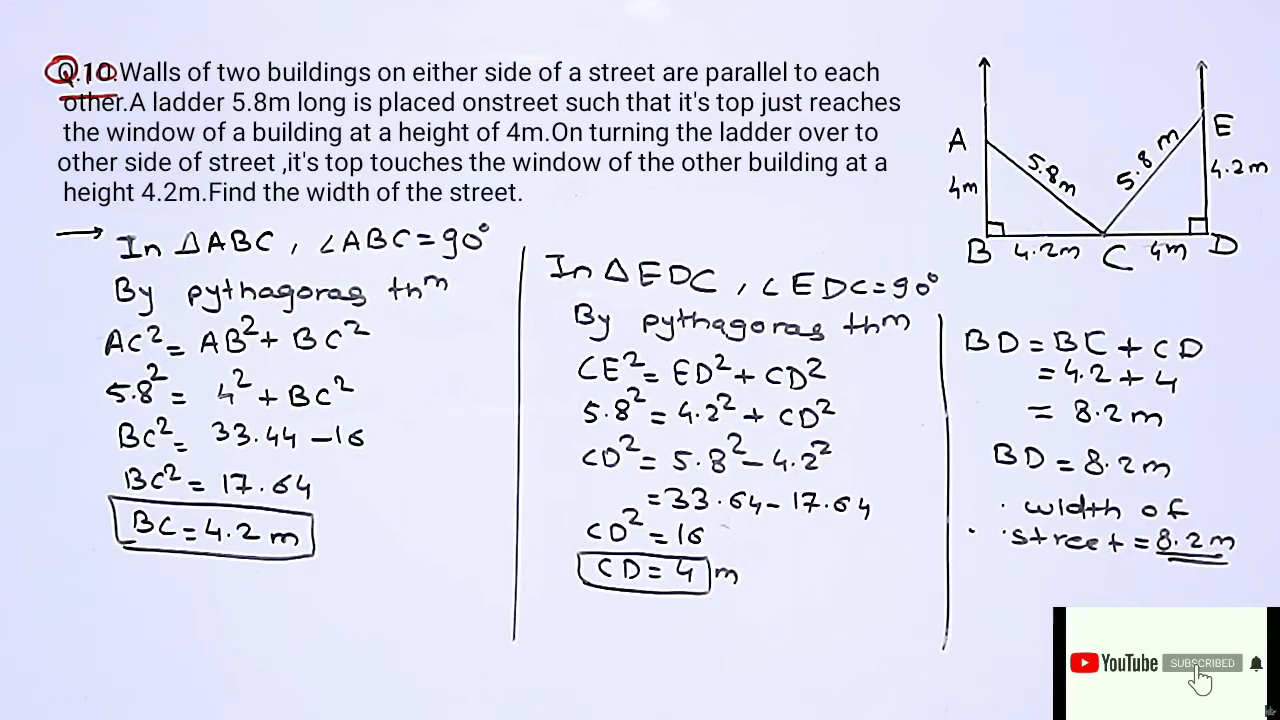 Q.10.Walls of two buildings on either side of a street are parallel to each
other.A ladder 5.8m long is placed onstreet such that it's top just reaches
the window of a building at a height of 4m.On turning the ladder over to
other side of street ,it's top touches the window of the other building at a
height 4.2m.Find the width of the street.
A
E
4m
5.8m
5.8 m
4.2m
B
4.2m
C
4m
D
→ In △ABC, ∠ABC=90°
By pythagoras thm
AC²= AB²+ BC²
5.8²= 4²+BC²
BC²= 33.44 -16
BC²= 17.64
BC=4.2 m
In △EDC, ∠EDC=90°
By pythagoras thm
CE²= ED²+CD²
5.8²=4.2²+ CD²
CD²=5.8²-4.2²
=33.64-17.64
CD²=16
CD=4 m
BD=BC+CD
=4.2+4
= 8.2m
BD=8.2m
width of
street=8.2m
YouTube SUBSCRIBED